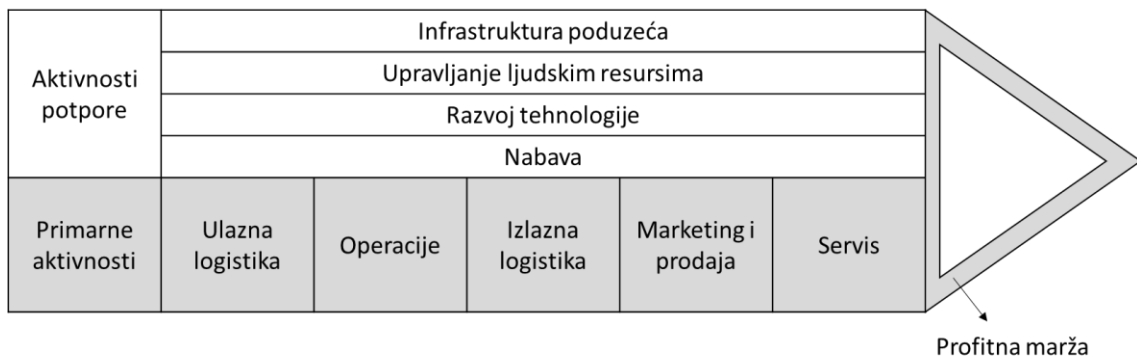 Aktivnosti
potpore
Infrastruktura poduzeća
Upravljanje ljudskim resursima
Razvoj tehnologije
Nabava
Primarne
aktivnosti
Ulazna
logistika
Operacije
Izlazna
logistika
Marketing i
prodaja
Servis
Profitna marža